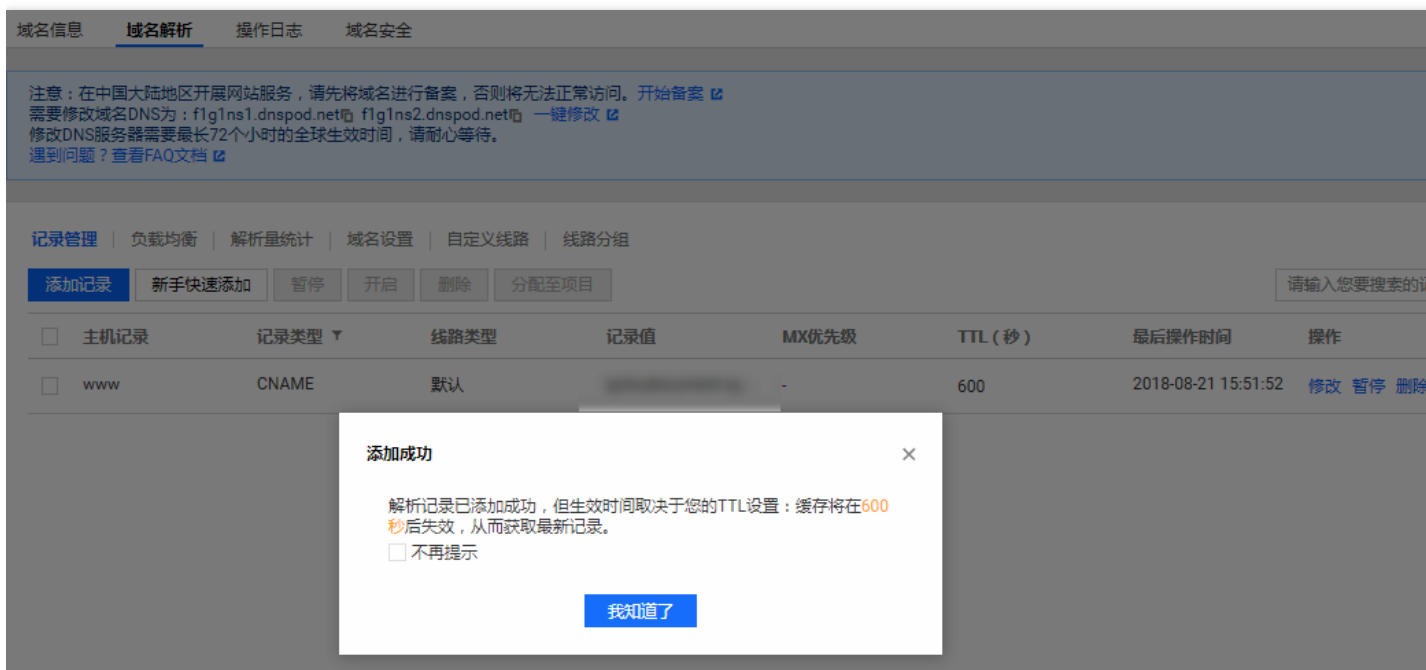 域名信息 域名解析 操作日志 域名安全
注意：在中国大陆地区开展网站服务，请先将域名进行备案，否则将无法正常访问。开始备案
需要修改域名DNS为：f1g1ns1.dnspod.net f1g1ns2.dnspod.net 一键修改
修改DNS服务器需要最长72个小时的全球生效时间，请耐心等待。
遇到问题？查看FAQ文档
记录管理 | 负载均衡 | 解析量统计 | 域名设置 | 自定义线路 | 线路分组
添加记录 新手快速添加 暂停 开启 删除 分配至项目 请输入您要搜索的
主机记录 记录类型 线路类型 记录值 MX优先级 TTL（秒） 最后操作时间 操作
www CNAME 默认 - 600 2018-08-21 15:51:52 修改 暂停 删除
添加成功
解析记录已添加成功，但生效时间取决于您的TTL设置：缓存将在600
秒后失效，从而获取最新记录。
不再提示
我知道了